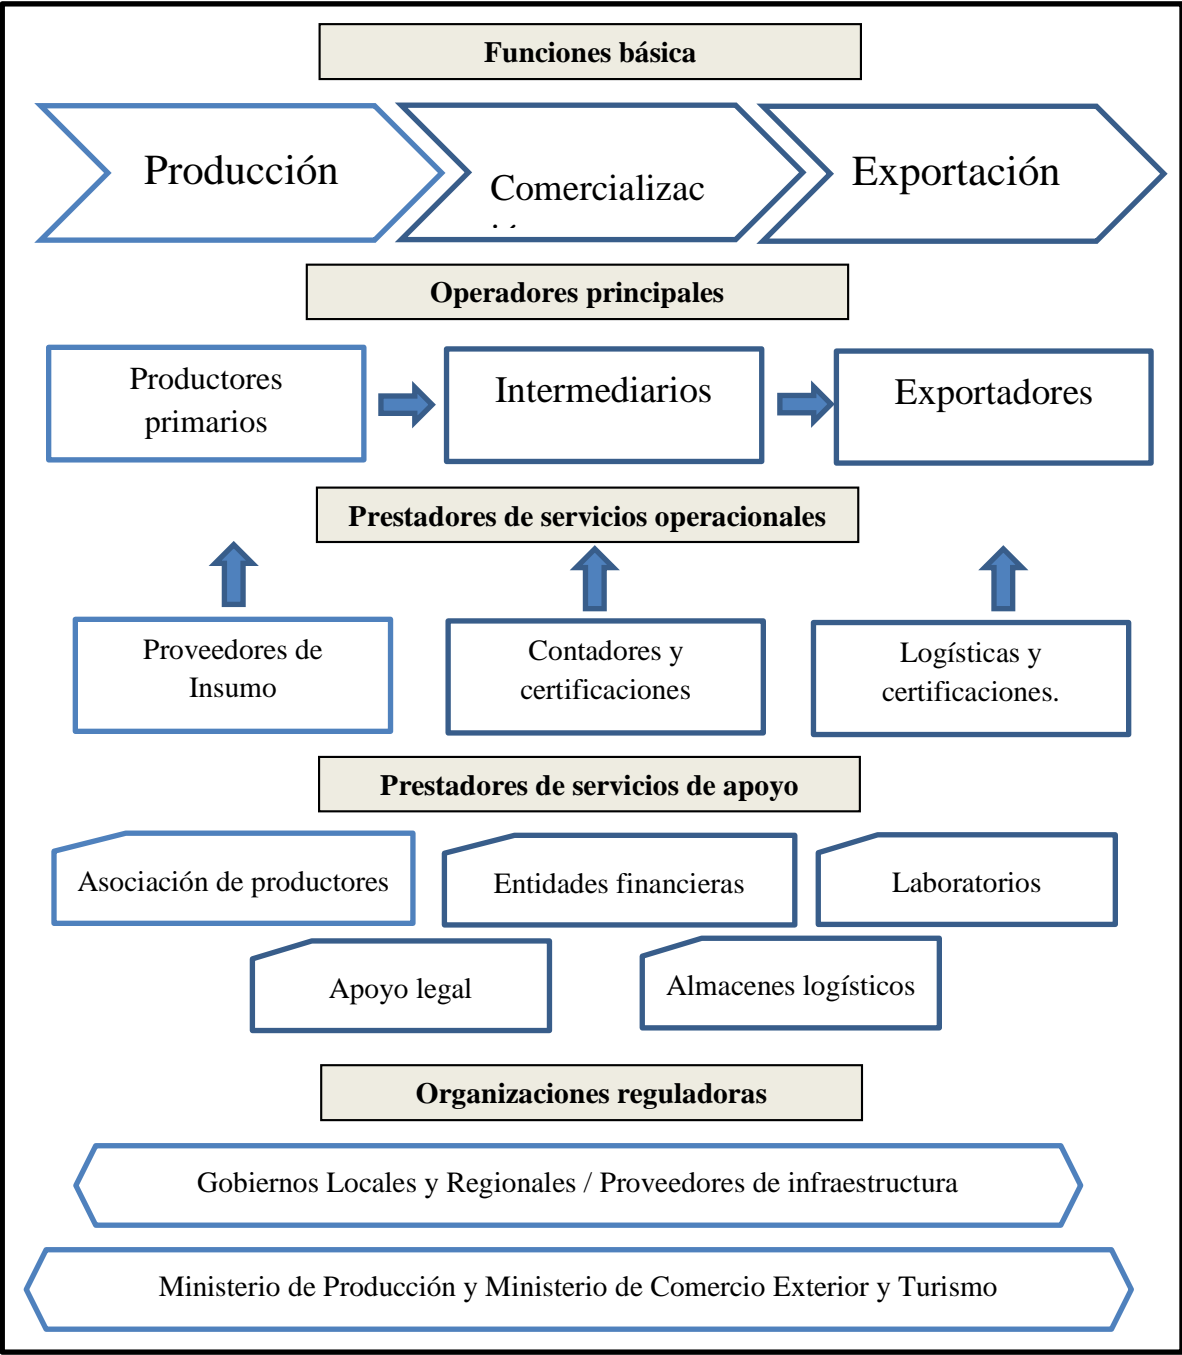 Funciones básica
Producción
Comercializac
Exportación
Operadores principales
Productores
primarios
Intermediarios
Exportadores
Prestadores de servicios operacionales
Proveedores de
Insumo
Contadores y
certificaciones
Logísticas y
certificaciones.
Prestadores de servicios de apoyo
Asociación de productores
Entidades financieras
Laboratorios
Apoyo legal
Almacenes logísticos
Organizaciones reguladoras
Gobiernos Locales y Regionales / Proveedores de infraestructura
Ministerio de Producción y Ministerio de Comercio Exterior y Turismo